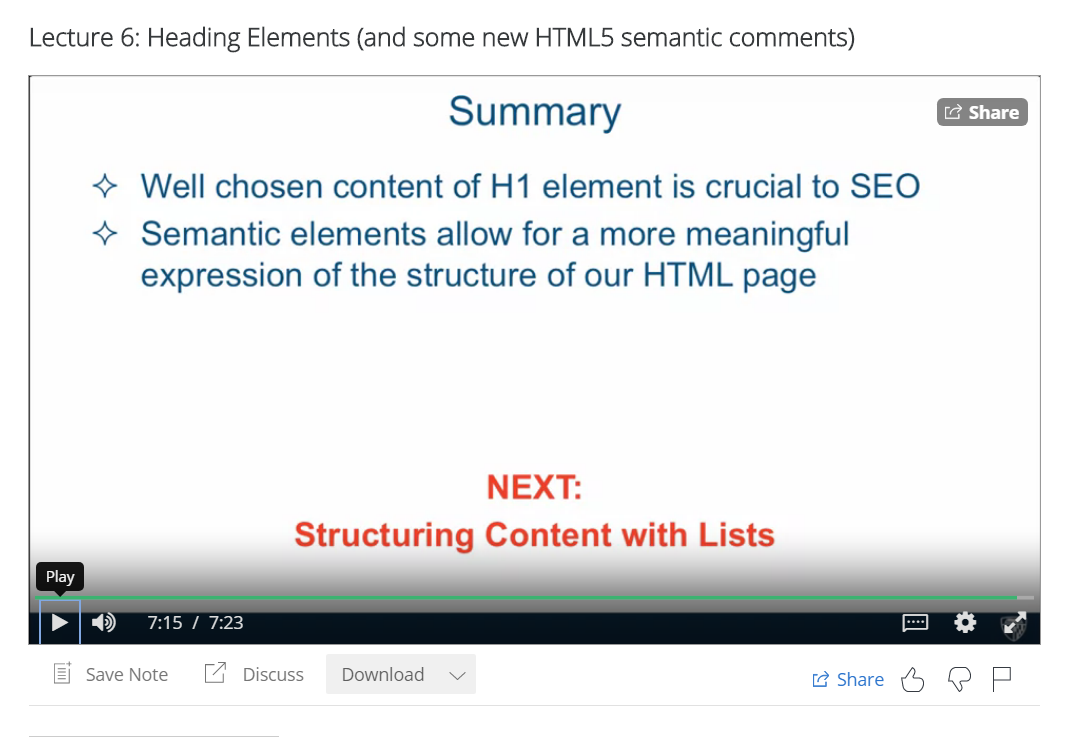 Lecture 6: Heading Elements (and some new HTML5 semantic comments)
Summary
Share
Well chosen content of H1 element is crucial to SEO
Semantic elements allow for a more meaningful
expression of the structure of our HTML page
NEXT:
Structuring Content with Lists
Play
7:15 / 7:23
Save Note
Discuss
Download
Share